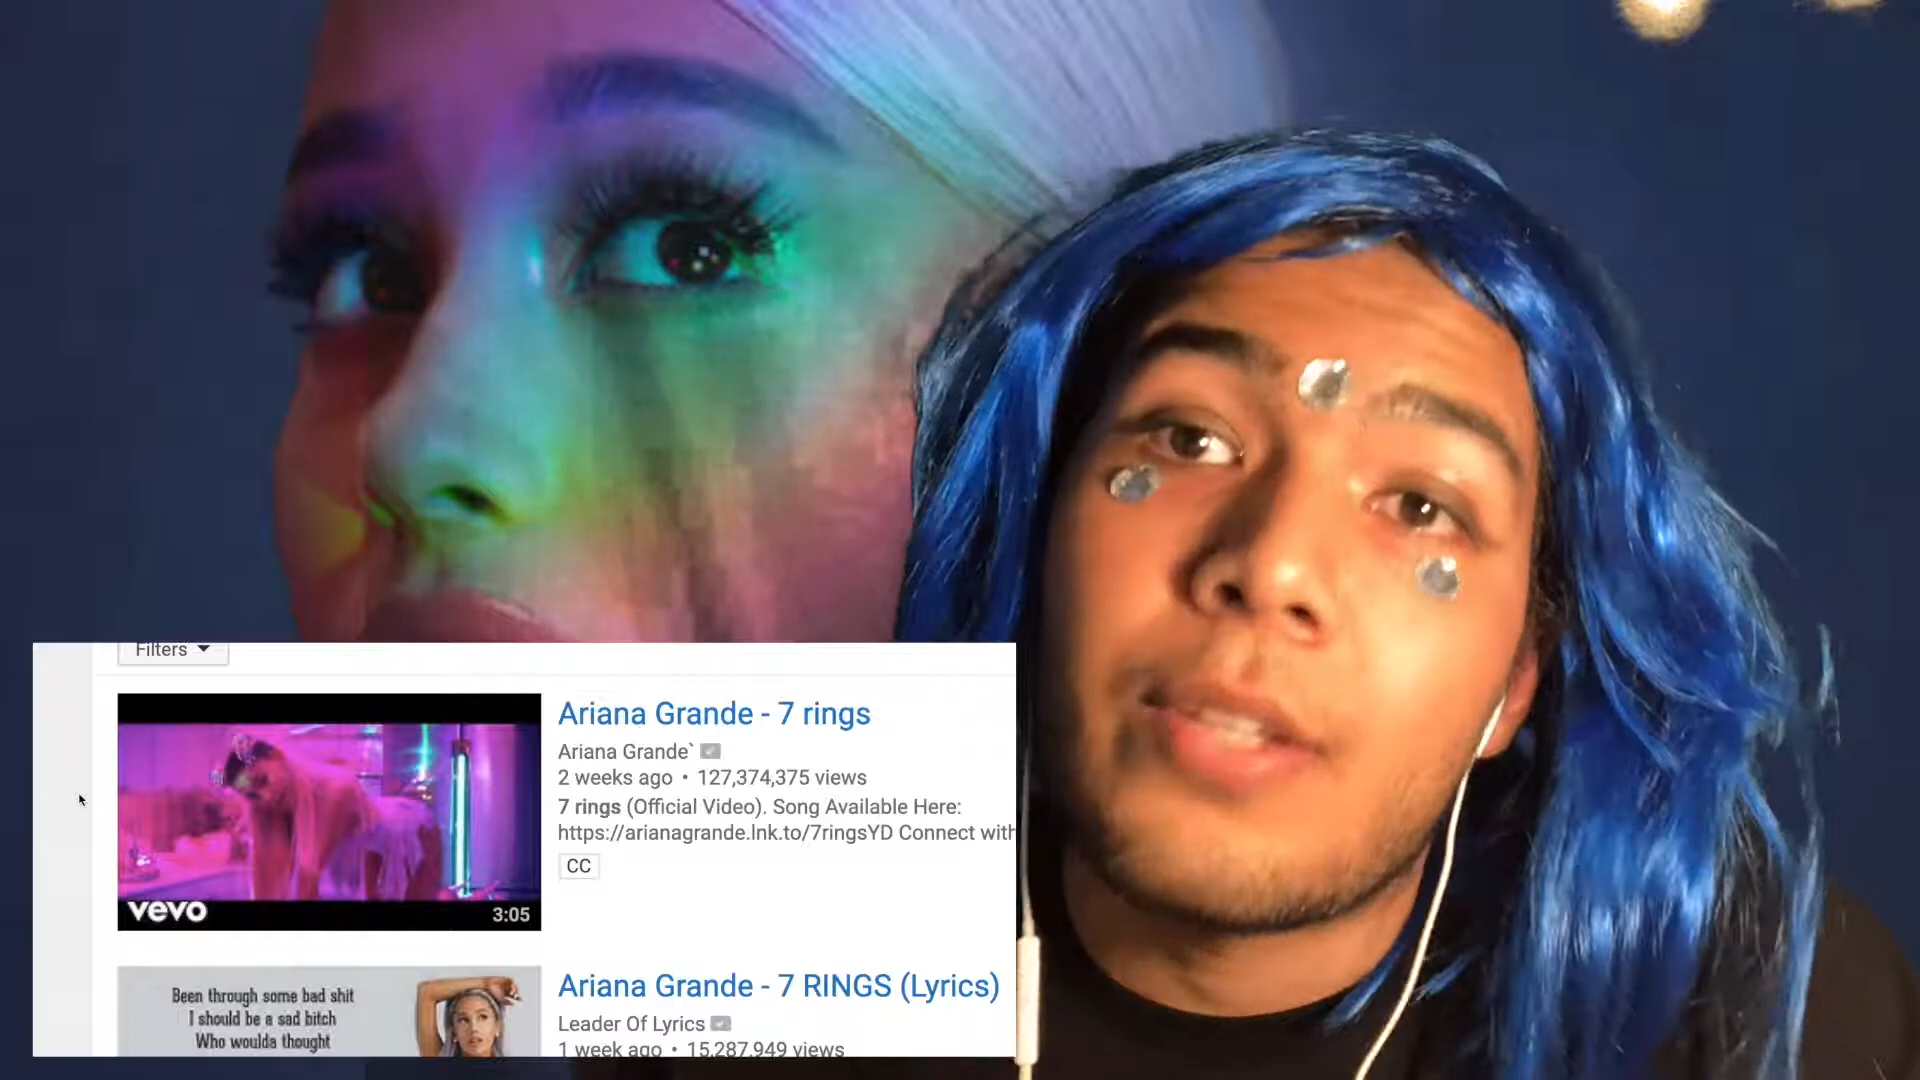 Filters
Ariana Grande - 7 rings
Ariana Grande`
2 weeks ago • 127,374,375 views
7 rings (Official Video). Song Available Here:
https://arianagrande.lnk.to/7ringsYD Connect with
CC
vevo
3:05
Been through some bad shit
I should be a sad bitch
Who woulda thought
Ariana Grande - 7 RINGS (Lyrics)
Leader Of Lyrics
1 week ago • 15,287,949 views